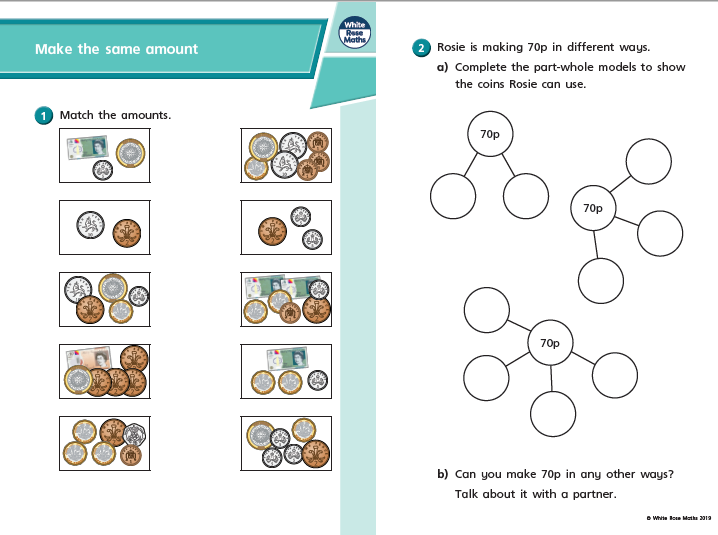 Make the same amount
White
Rose
Maths
1 Match the amounts.
2 Rosie is making 70p in different ways.
a) Complete the part-whole models to show
the coins Rosie can use.
70p
70p
70p
b) Can you make 70p in any other ways?
Talk about it with a partner.
© White Rose Maths 2019